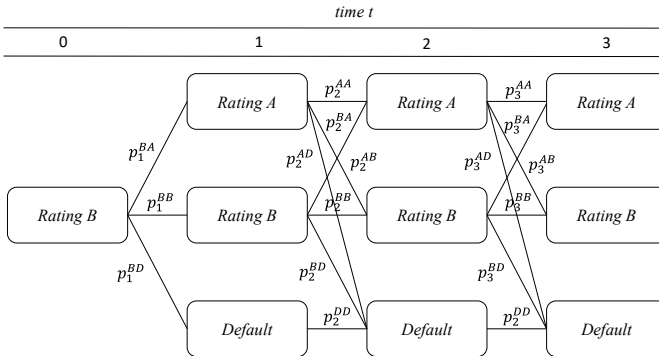 time t
0 1 2 3
p_2^{AA} p_3^{AA}
Rating A Rating A Rating A
p_2^{BA} p_3^{BA}
p_1^{BA} p_2^{AD} p_2^{AB} p_3^{AD} p_3^{AB}
p_1^{BB} p_2^{BB} p_3^{BB}
Rating B Rating B Rating B Rating B
p_1^{BD} p_2^{BD} p_3^{BD}
p_2^{DD} p_2^{DD}
Default Default Default